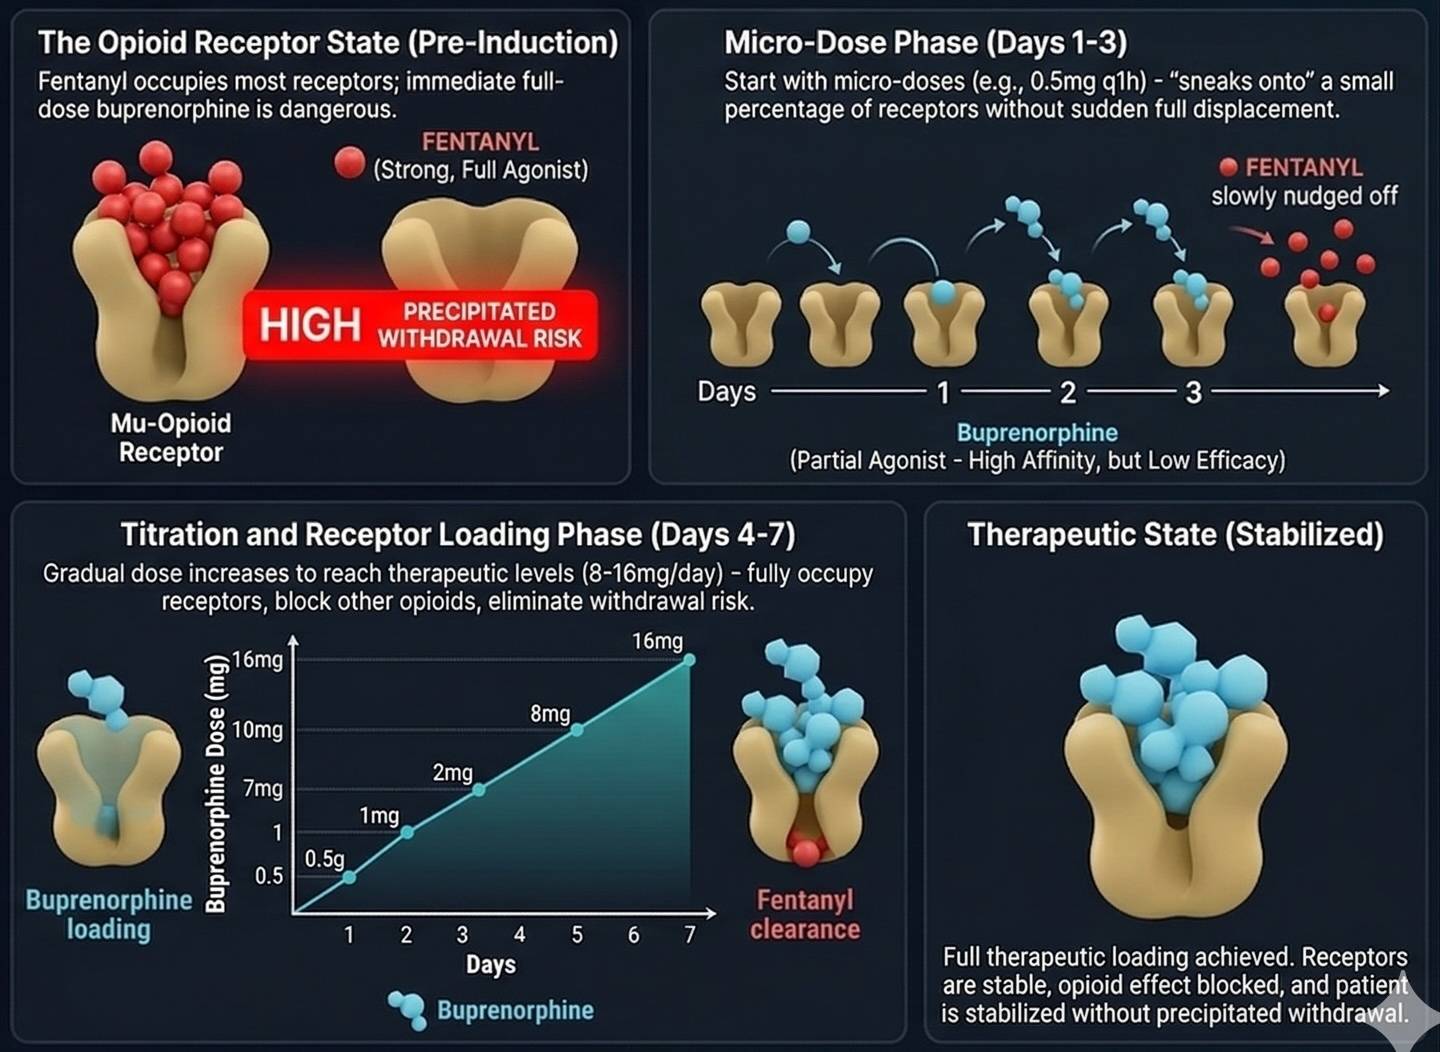 The Opioid Receptor State (Pre-Induction)
Fentanyl occupies most receptors; immediate full-
dose buprenorphine is dangerous.
FENTANYL
(Strong, Full Agonist)
HIGH
PRECIPITATED
WITHDRAWAL RISK
Mu-Opioid
Receptor
Micro-Dose Phase (Days 1-3)
Start with micro-doses (e.g., 0.5mg q1h) - “sneaks onto” a small
percentage of receptors without sudden full displacement.
FENTANYL
slowly nudged off
Days
1
2
3
Buprenorphine
(Partial Agonist - High Affinity, but Low Efficacy)
Titration and Receptor Loading Phase (Days 4-7)
Gradual dose increases to reach therapeutic levels (8-16mg/day) - fully occupy
receptors, block other opioids, eliminate withdrawal risk.
Buprenorphine
loading
Buprenorphine Dose (mg)
16mg
10mg
7mg
1
0.5
0.5g
1mg
2mg
8mg
16mg
1 2 3 4 5 6 7
Days
Buprenorphine
Fentanyl
clearance
Therapeutic State (Stabilized)
Full therapeutic loading achieved. Receptors
are stable, opioid effect blocked, and patient
is stabilized without precipitated withdrawal.